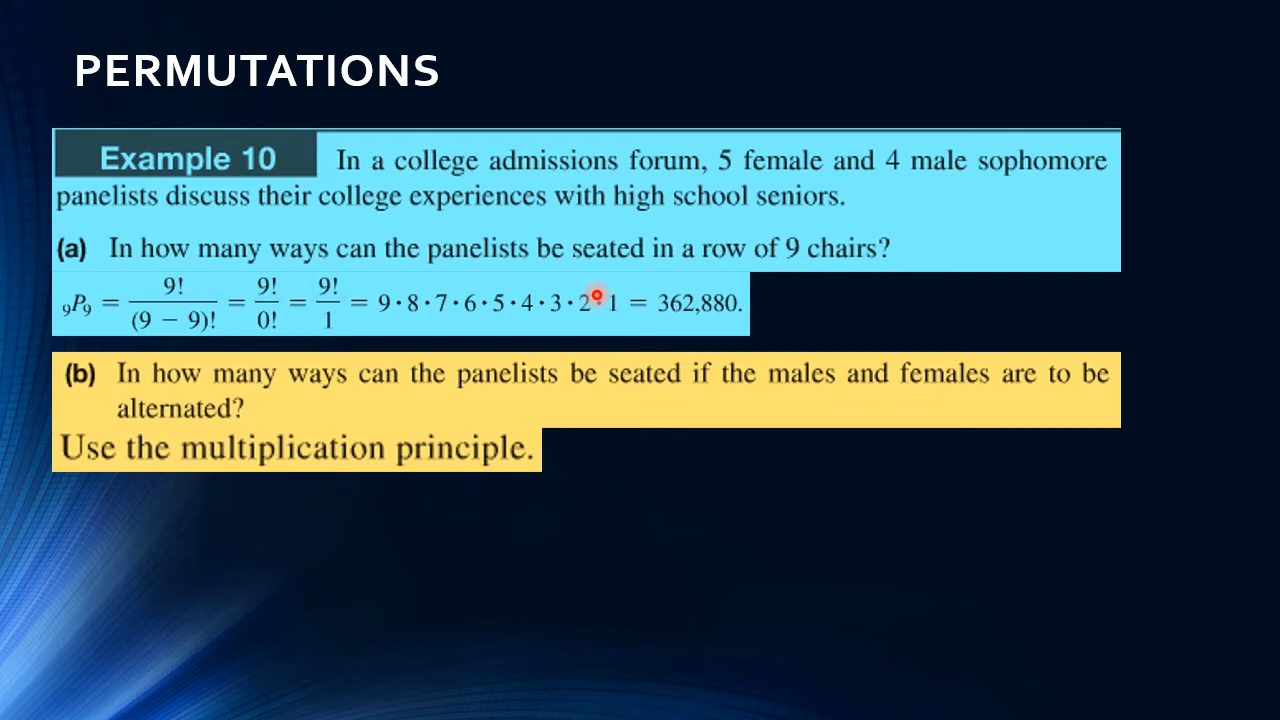 PERMUTATIONS
Example 10 In a college admissions forum, 5 female and 4 male sophomore
panelists discuss their college experiences with high school seniors.
(a) In how many ways can the panelists be seated in a row of 9 chairs?
₉P₉ = 9!/(9 − 9)! = 9!/0! = 9!/1 = 9 · 8 · 7 · 6 · 5 · 4 · 3 · 2 · 1 = 362,880.
(b) In how many ways can the panelists be seated if the males and females are to be
alternated?
Use the multiplication principle.